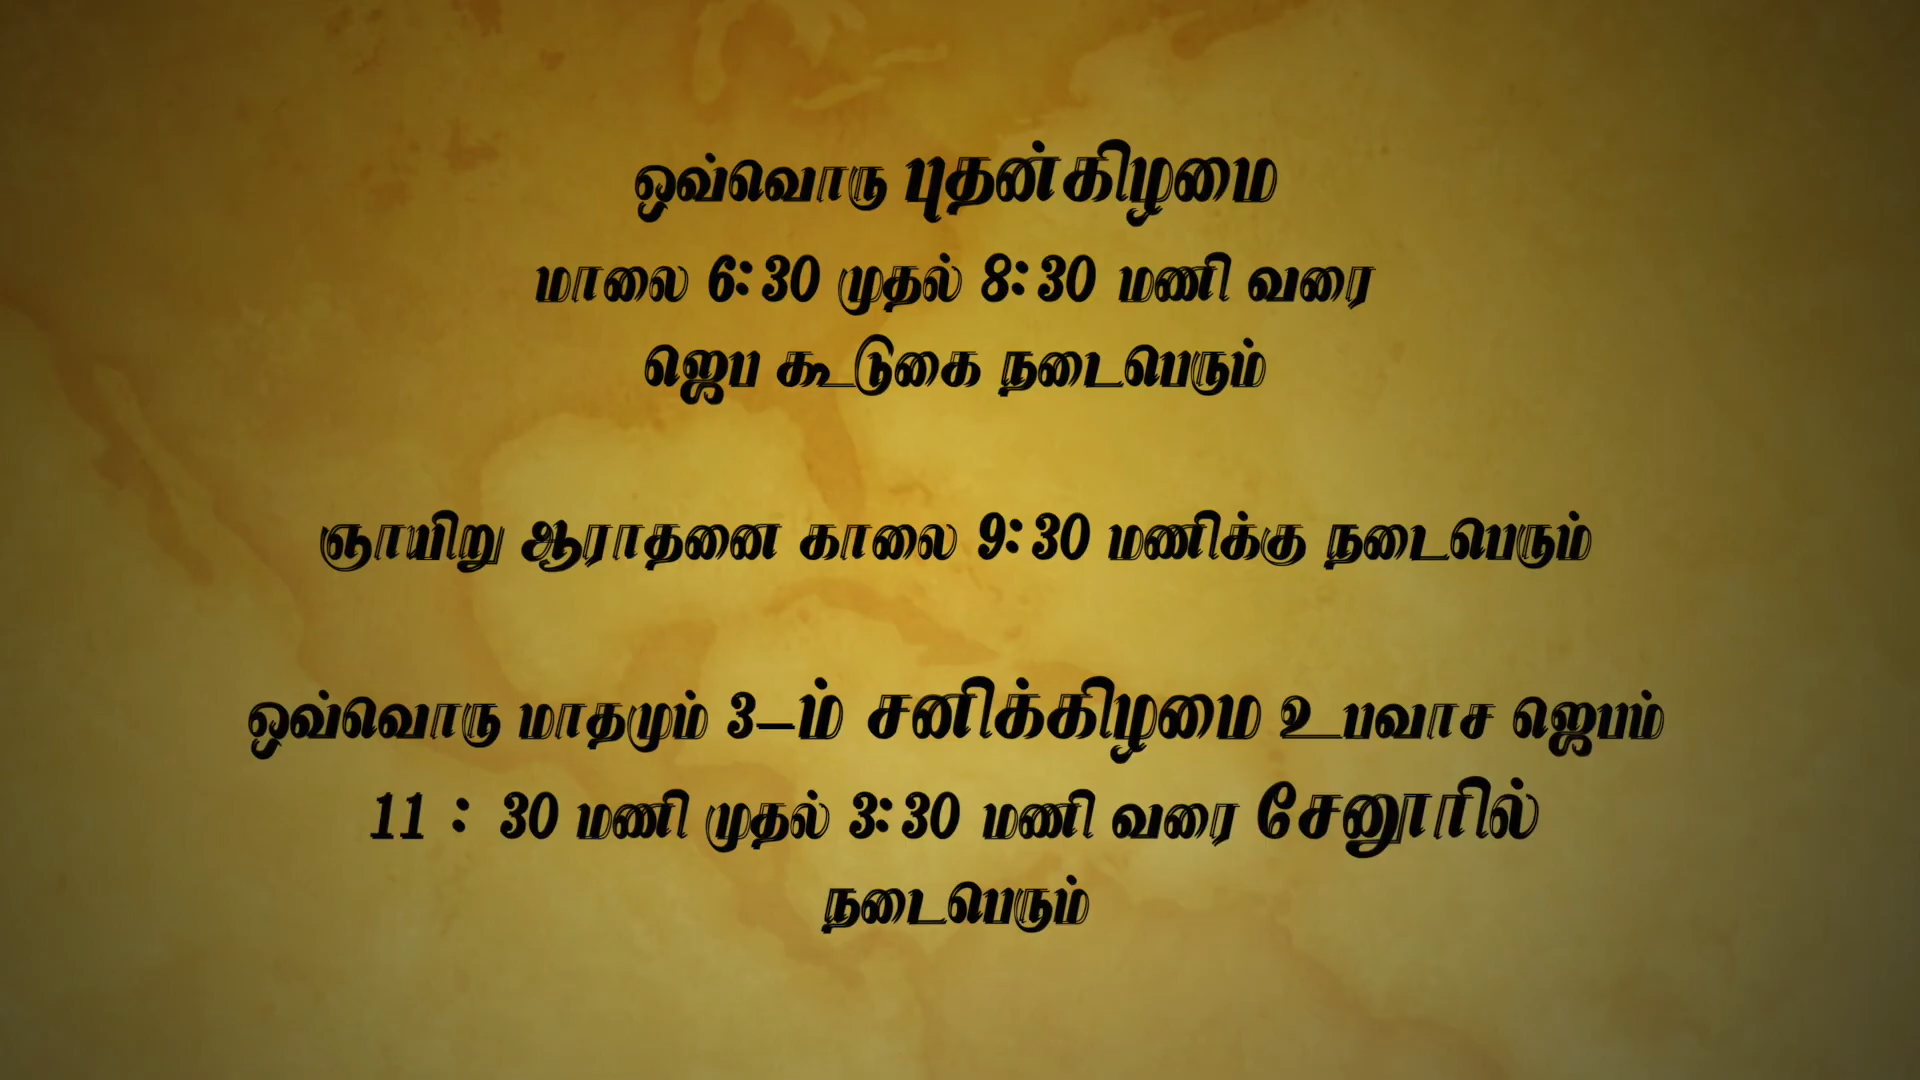 ஒவ்வொரு புதன்கிழமை
மாலை 6:30 முதல் 8:30 மணி வரை
ஜெப கூடுகை நடைபெரும்
ஞாயிறு ஆராதனை காலை 9:30 மணிக்கு நடைபெரும்
ஒவ்வொரு மாதமும் 3-ம் சனிக்கிழமை உபவாச ஜெபம்
11 : 30 மணி முதல் 3:30 மணி வரை சேனூரில்
நடைபெரும்